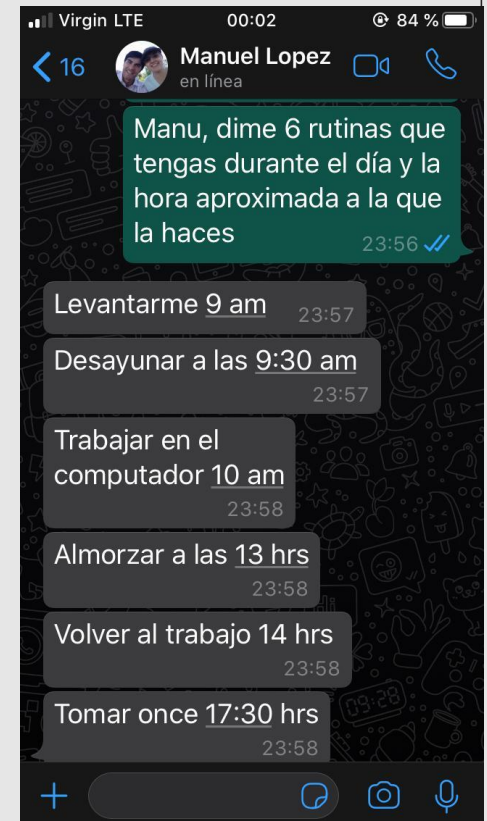 Virgin LTE 00:02 84 %
16 Manuel Lopez
en línea
Manu, dime 6 rutinas que
tengas durante el día y la
hora aproximada a la que
la haces
23:56
Levantarme 9 am 23:57
Desayunar a las 9:30 am
23:57
Trabajar en el
computador 10 am
23:58
Almorzar a las 13 hrs
23:58
Volver al trabajo 14 hrs
23:58
Tomar once 17:30 hrs
23:58